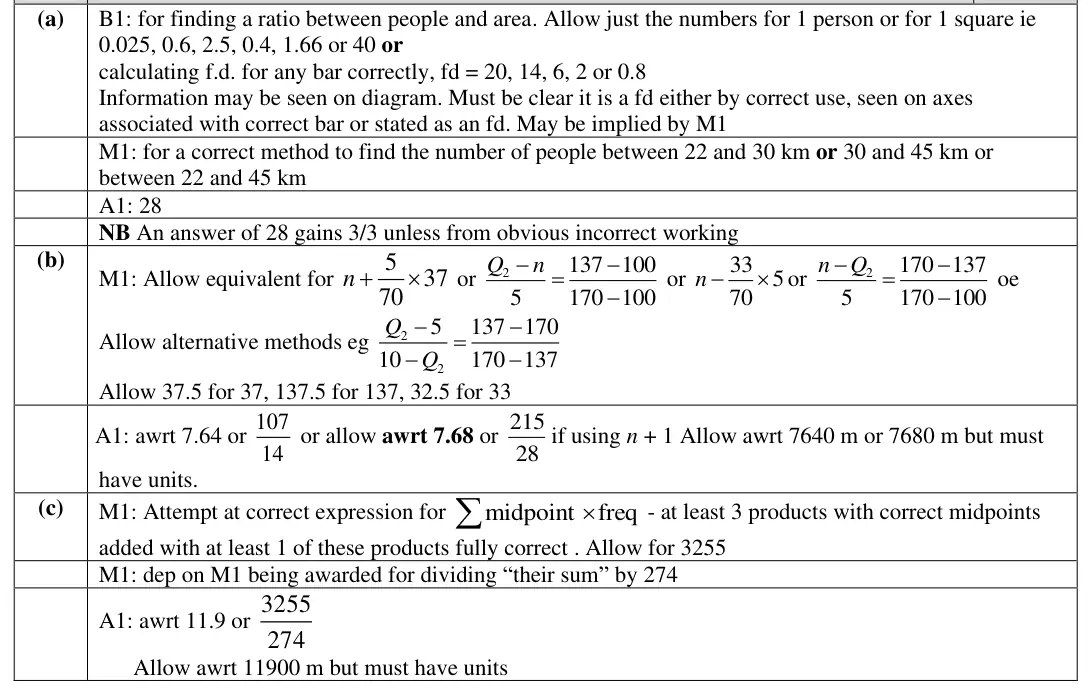 (a) B1: for finding a ratio between people and area. Allow just the numbers for 1 person or for 1 square ie
0.025, 0.6, 2.5, 0.4, 1.66 or 40 or
calculating f.d. for any bar correctly, fd = 20, 14, 6, 2 or 0.8
Information may be seen on diagram. Must be clear it is a fd either by correct use, seen on axes
associated with correct bar or stated as an fd. May be implied by M1
M1: for a correct method to find the number of people between 22 and 30 km or 30 and 45 km or
between 22 and 45 km
A1: 28
NB An answer of 28 gains 3/3 unless from obvious incorrect working
(b) M1: Allow equivalent for n + 5/70 × 37 or (Q₂ − n)/5 = (137 − 100)/(170 − 100) or n − 33/70 × 5 or (n − Q₂)/5 = (170 − 137)/(170 − 100) oe
Allow alternative methods eg (Q₂ − 5)/(10 − Q₂) = (137 − 170)/(170 − 137)
Allow 37.5 for 37, 137.5 for 137, 32.5 for 33
A1: awrt 7.64 or 107/14 or allow awrt 7.68 or 215/28 if using n + 1 Allow awrt 7640 m or 7680 m but must
have units.
(c) M1: Attempt at correct expression for ∑ midpoint × freq - at least 3 products with correct midpoints
added with at least 1 of these products fully correct . Allow for 3255
M1: dep on M1 being awarded for dividing “their sum” by 274
A1: awrt 11.9 or 3255/274
Allow awrt 11900 m but must have units